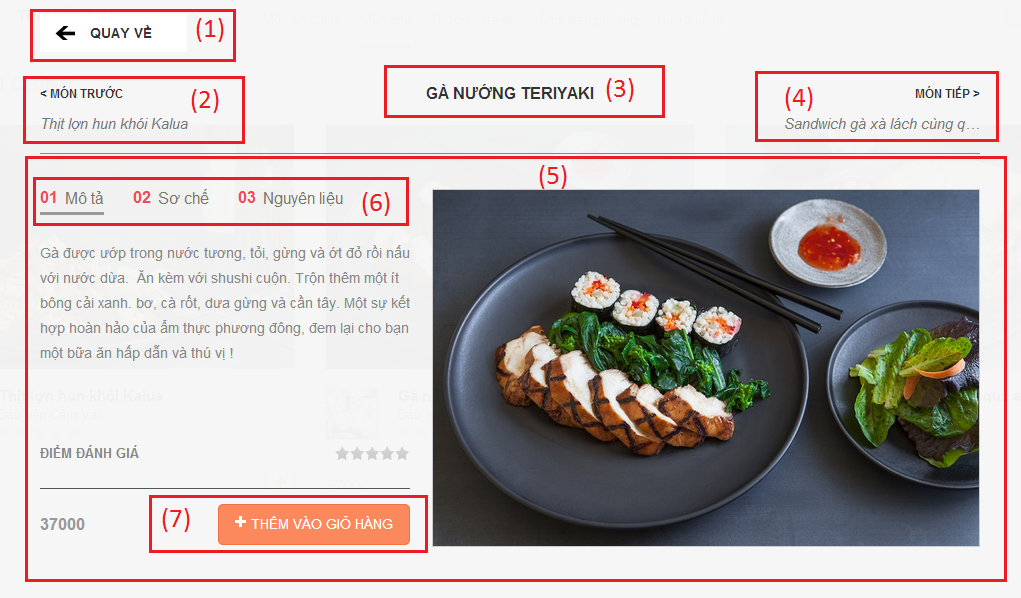 QUAY VỀ (1)
< MÓN TRƯỚC (2)
Thịt lợn hun khói Kalua
GÀ NƯỚNG TERIYAKI (3)
(4) MÓN TIẾP >
Sandwich gà xà lách cùng q…
(5)
01 Mô tả 02 Sơ chế 03 Nguyên liệu (6)
Gà được ướp trong nước tương, tỏi, gừng và ớt đỏ rồi nấu
với nước dừa. Ăn kèm với shushi cuộn. Trộn thêm một ít
bông cải xanh. bơ, cà rốt, dưa gừng và cần tây. Một sự kết
hợp hoàn hảo của ẩm thực phương đông, đem lại cho bạn
một bữa ăn hấp dẫn và thú vị !
Thịt lợn hun khói Kalua
ĐIỂM ĐÁNH GIÁ
37000 (7) + THÊM VÀO GIỎ HÀNG